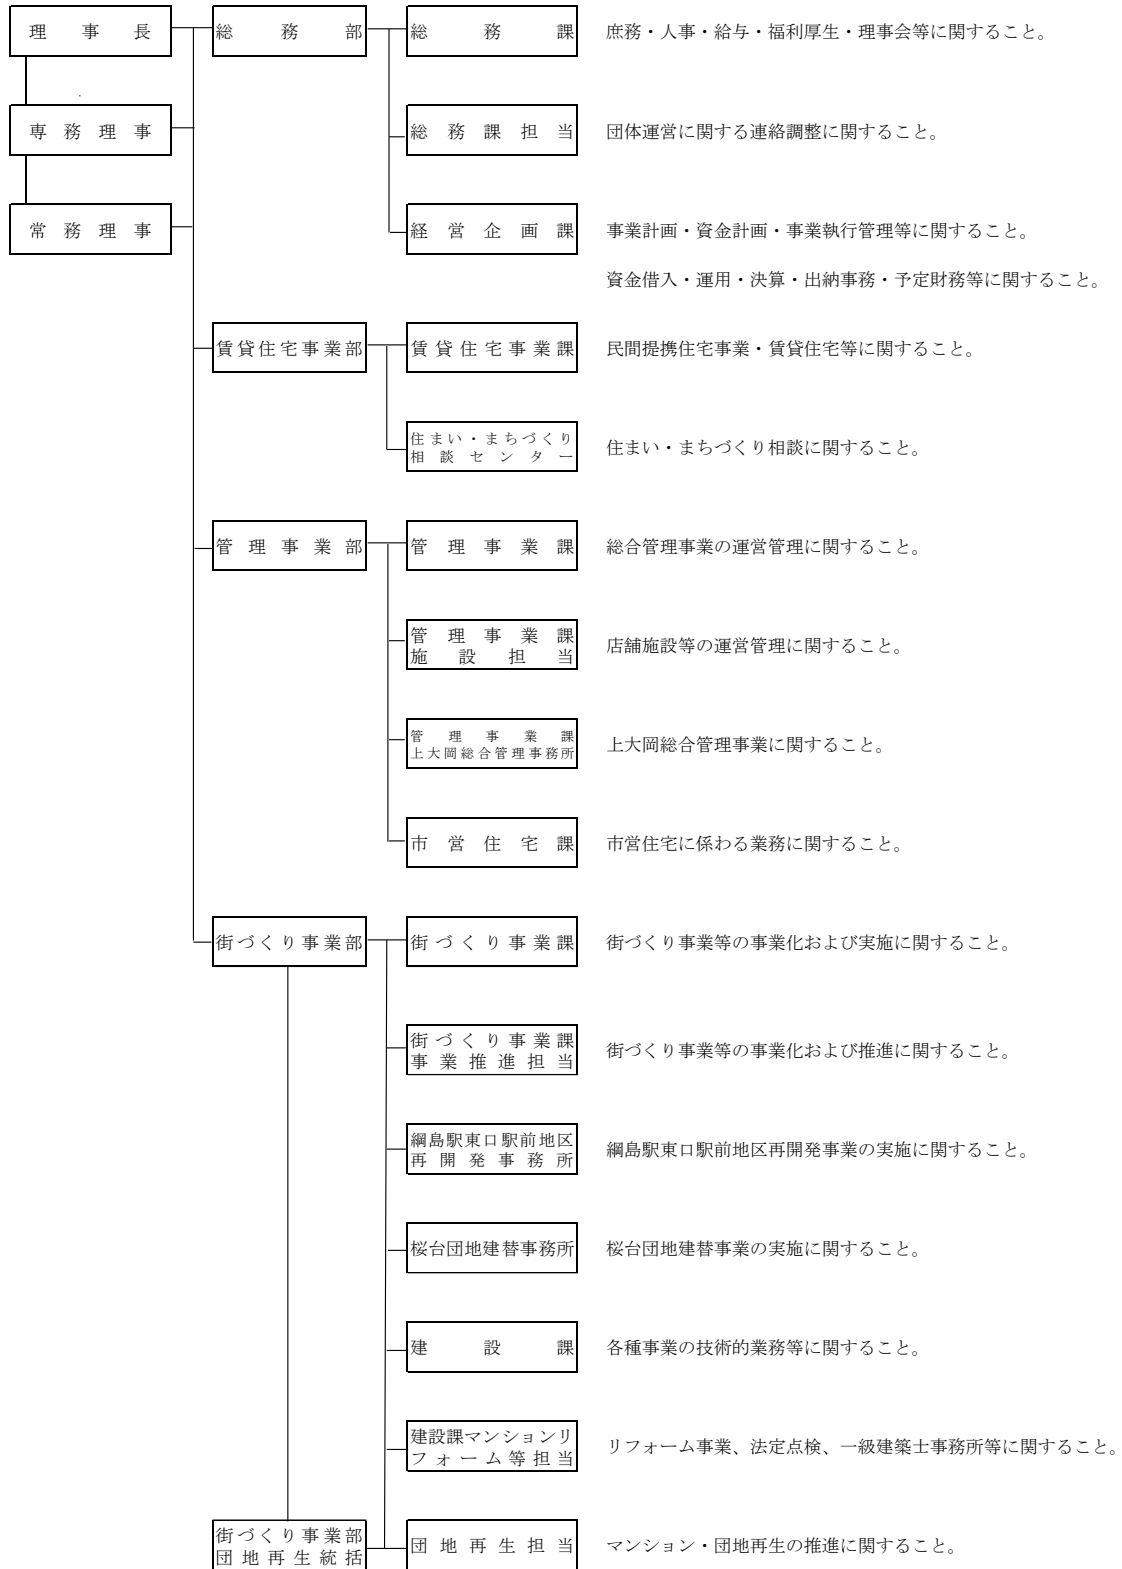 理事長
総務部
総務課
庶務・人事・給与・福利厚生・理事会等に関すること。
専務理事
総務課担当
団体運営に関する連絡調整に関すること。
常務理事
経営企画課
事業計画・資金計画・事業執行管理等に関すること。
資金借入・運用・決算・出納事務・予定財務等に関すること。
賃貸住宅事業部
賃貸住宅事業課
民間提携住宅事業・賃貸住宅等に関すること。
住まい・まちづくり
相談センター
住まい・まちづくり相談に関すること。
管理事業部
管理事業課
総合管理事業の運営管理に関すること。
管理事業課
施設担当
店舗施設等の運営管理に関すること。
管理事業課
上大岡総合管理事務所
上大岡総合管理事業に関すること。
市営住宅課
市営住宅に係わる業務に関すること。
街づくり事業部
街づくり事業課
街づくり事業等の事業化および実施に関すること。
街づくり事業課
事業推進担当
街づくり事業等の事業化および推進に関すること。
綱島駅東口駅前地区
再開発事務所
綱島駅東口駅前地区再開発事業の実施に関すること。
桜台団地建替事務所
桜台団地建替事業の実施に関すること。
建設課
各種事業の技術的業務等に関すること。
建設課マンションリ
フォーム等担当
リフォーム事業、法定点検、一級建築士事務所等に関すること。
街づくり事業部
団地再生統括
団地再生担当
マンション・団地再生の推進に関すること。